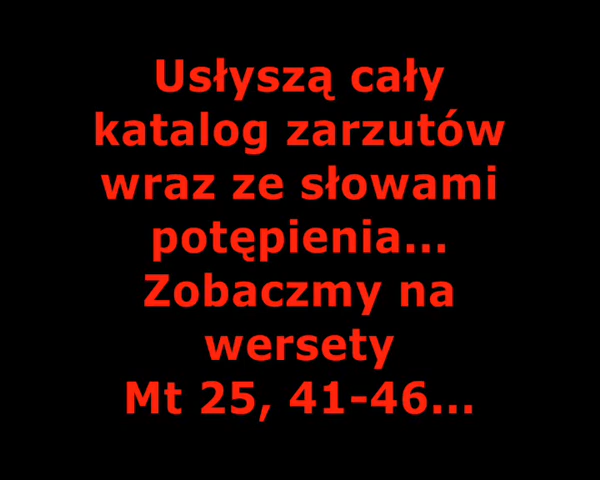 Usłyszą cały
katalog zarzutów
wraz ze słowami
potępienia...
Zobaczmy na
wersety
Mt 25, 41-46...